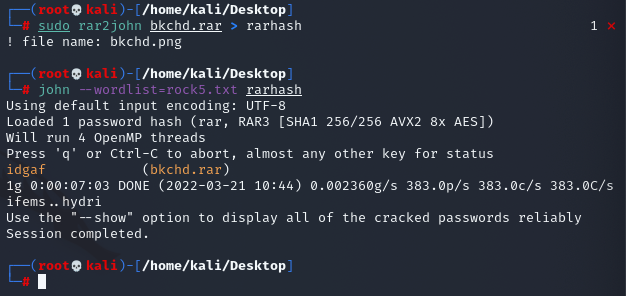 ┌──(root💀kali)-[/home/kali/Desktop]
└─# sudo rar2john bkchd.rar > rarhash 1 ⨯
! file name: bkchd.png
┌──(root💀kali)-[/home/kali/Desktop]
└─# john --wordlist=rock5.txt rarhash
Using default input encoding: UTF-8
Loaded 1 password hash (rar, RAR3 [SHA1 256/256 AVX2 8x AES])
Will run 4 OpenMP threads
Press 'q' or Ctrl-C to abort, almost any other key for status
idgaf (bkchd.rar)
1g 0:00:07:03 DONE (2022-03-21 10:44) 0.002360g/s 383.0p/s 383.0c/s 383.0C/s
ifems..hydri
Use the "--show" option to display all of the cracked passwords reliably
Session completed.
┌──(root💀kali)-[/home/kali/Desktop]
└─#